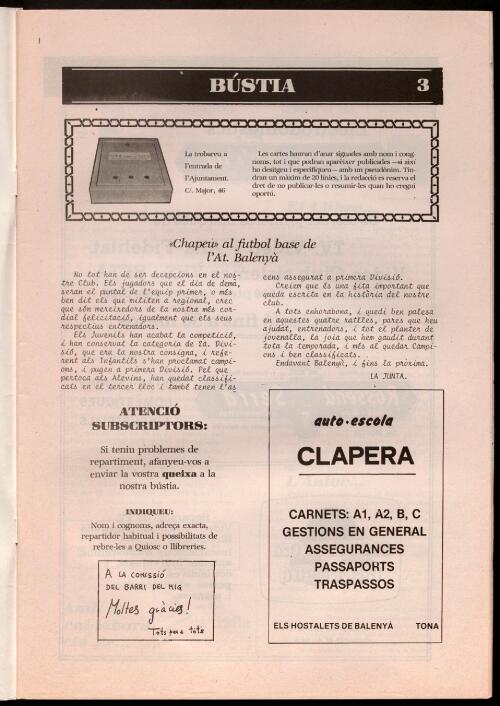 BÚSTIA 3
La trobareu a
l'entrada de
l'Ajuntament.
C/. Major, 46
Les cartes hauran d'anar signades amb nom i cong-
noms, tot i que podran aparèixer publicades —si així
ho desitgeu i especifiqueu— amb un pseudònim. Tin-
dran un màxim de 20 línies, i la redacció es reserva el
dret de no publicar-les o resumir-les quan ho cregui
oportú.
«Chapeu» al futbol base de
l'At. Balenyà
No tot han de ser decepcions en el nos-
tre Club. Els jugadors que el dia de demà,
seran el puntal de l'equip primer, o més
ben dit els que militen a regional, crec
que són mereixedors de la nostra més cor-
dial felicitació, igualment que els seus
respectius entrenadors.
Els Juvenils han acabat la competició,
i han conservat la categoria de 2a. Divi-
sió, que era la nostra consigna, i refe-
rent als Infantils s'han proclamat campi-
ons, i pugen a primera Divisió. Pel que
pertoca als Alevins, han quedat classifi-
cats en el tercer lloc i també tenen l'as
cens assegurat a primera Divisió.
Creiem que és una fita important que
queda escrita en la història del nostre
club.
A tots enhorabona, i quedi ben palesa
en aquestes quatre ratlles, pares que heu
ajudat, entrenadors, i tot el planter de
jovenalla, la joia que hem gaudit durant
tota la temporada, i més al quedar Campi-
ons i ben classificats.
Endavant Balenyà, i fins la pròxima.
LA JUNTA.
ATENCIÓ
SUBSCRIPTORS:
Si teniu problemes de
repartiment, afanyeu-vos a
enviar la vostra queixa a la
nostra bústia.
INDIQUEU:
Nom i cognoms, adreça exacta,
repartidor habitual i possibilitats de
rebre-les a Quiosc o llibreries.
A LA COMISSIÓ
DEL BARRI DEL MIG
Moltes gràcies!
Tots per a tots
auto-escola
CLAPERA
CARNETS: A1, A2, B, C
GESTIONS EN GENERAL
ASSEGURANCES
PASSAPORTS
TRASPASSOS
ELS HOSTALETS DE BALENYÀ TONA